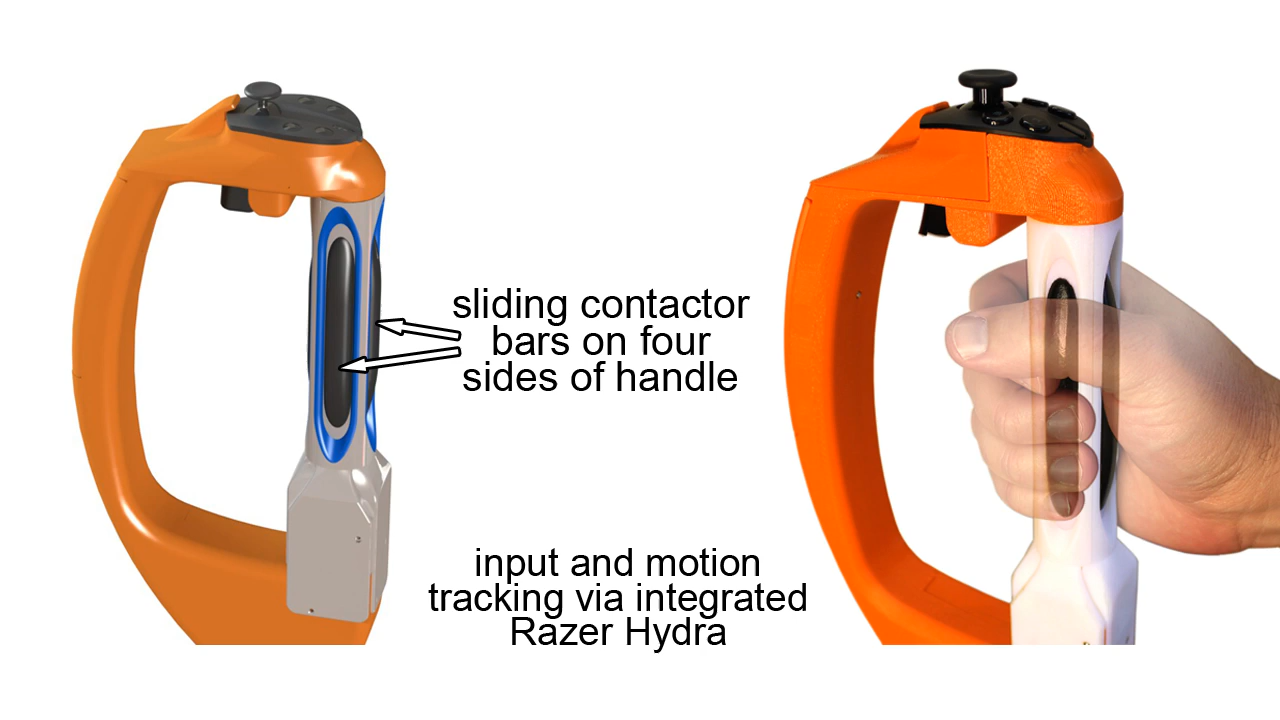 sliding contactor
bars on four
sides of handle
input and motion
tracking via integrated
Razer Hydra